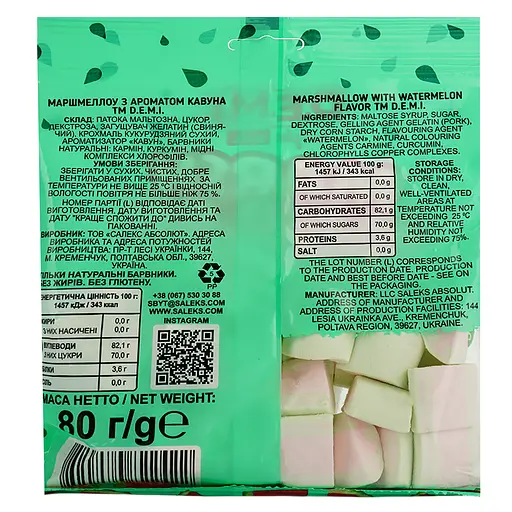 МАРШМЕЛЛОУ З АРОМАТОМ КАВУНА
ТМ D.E.M.I.
СКЛАД: ПАТОКА МАЛЬТОЗНА, ЦУКОР,
ДЕКСТРОЗА, ЗАГУЩУВАЧ ЖЕЛАТИН (СВИНЯ-
ЧИЙ), КРОХМАЛЬ КУКУРУДЗЯНИЙ СУХИЙ,
АРОМАТИЗАТОР «КАВУН», БАРВНИКИ
НАТУРАЛЬНІ: КАРМІН, КУРКУМІН, МІДНІ
КОМПЛЕКСИ ХЛОРОФІЛІВ.
УМОВИ ЗБЕРІГАННЯ:
ЗБЕРІГАТИ У СУХИХ, ЧИСТИХ, ДОБРЕ
ВЕНТИЛЬОВАНИХ ПРИМІЩЕННЯХ ЗА
ТЕМПЕРАТУРИ НЕ ВИЩЕ 25 °С І ВІДНОСНІЙ
ВОЛОГОСТІ ПОВІТРЯ НЕ БІЛЬШЕ НІЖ 75 %.
НОМЕР ПАРТІЇ (L) ВІДПОВІДАЄ ДАТІ
ВИГОТОВЛЕННЯ. ДАТУ ВИГОТОВЛЕННЯ ТА
ДАТУ "КРАЩЕ СПОЖИТИ ДО" ДИВИСЬ НА
ПАКОВАННІ.
ВИРОБНИК: ТОВ «САЛЕКС АБСОЛЮТ». АДРЕСА
ВИРОБНИКА ТА АДРЕСА ПОТУЖНОСТЕЙ
ВИРОБНИЦТВА: ПР-Т ЛЕСІ УКРАЇНКИ, 144,
М. КРЕМЕНЧУК, ПОЛТАВСЬКА ОБЛ., 39627,
УКРАЇНА.
ТІЛЬКИ НАТУРАЛЬНІ БАРВНИКИ.
БЕЗ ЖИРІВ. БЕЗ ГЛЮТЕНУ.
ЕНЕРГЕТИЧНА ЦІННІСТЬ 100 г:
1457 кДж / 343 ккал
ЖИРИ 0,0 г
З НИХ НАСИЧЕНІ 0,0 г
ВУГЛЕВОДИ 82,1 г
З НИХ ЦУКРІ 70,0 г
БІЛКИ 3,6 г
СІЛЬ 0,0 г
+38 (067) 530 30 88
SBYT@SALEKS.COM
WWW.SALEKS.COM
INSTAGRAM
5
PP
МАСА НЕТТО / NET WEIGHT:
80 г/g℮
MARSHMALLOW WITH WATERMELON
FLAVOR TM D.E.M.I.
INGREDIENTS: MALTOSE SYRUP, SUGAR,
DEXTROSE, GELLING AGENT GELATIN (PORK),
DRY CORN STARCH, FLAVOURING AGENT
«WATERMELON», NATURAL COLOURING
AGENTS CARMINE, CURCUMIN,
CHLOROPHYLLS COPPER COMPLEXES.
ENERGY VALUE 100 g:
1457 kJ / 343 kcal
FATS 0,0 g
OF WHICH SATURATED 0,0 g
CARBOHYDRATES 82,1 g
OF WHICH SUGARS 70,0 g
PROTEINS 3,6 g
SALT 0,0 g
STORAGE
CONDITIONS:
STORE IN DRY,
CLEAN,
WELL-VENTILATED
AREAS AT
TEMPERATURE NOT
EXCEEDING 25 °C
AND RELATIVE
HUMIDITY NOT
EXCEEDING 75%.
THE LOT NUMBER (L) CORRESPONDS
TO THE PRODUCTION DATE. PRODUCTION
DATE AND BEST BEFORE DATE - SEE ON
THE PACKAGING.
MANUFACTURER: LLC SALEKS ABSOLUT.
ADDRESS OF MANUFACTURER AND
ADDRESS OF PRODUCTION FACILITIES: 144,
LESIA UKRAINKA AVE., KREMENCHUK,
POLTAVA REGION, 39627, UKRAINE.